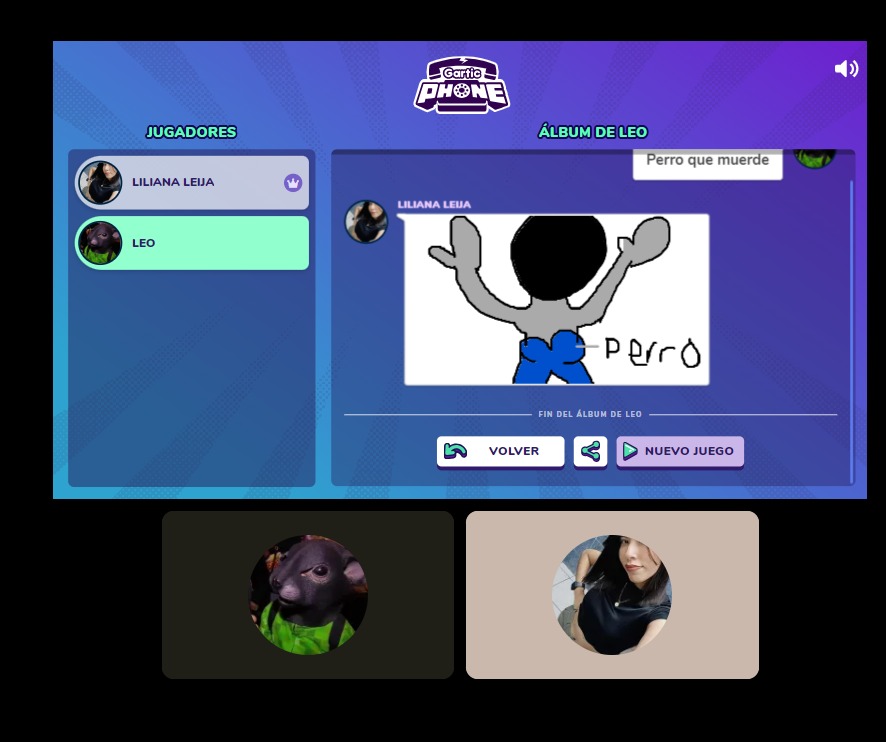 Gartic
PHONE
JUGADORES
ÁLBUM DE LEO
LILIANA LEIJA
LEO
Perro que muerde
LILIANA LEIJA
Perro
FIN DEL ÁLBUM DE LEO
VOLVER
NUEVO JUEGO